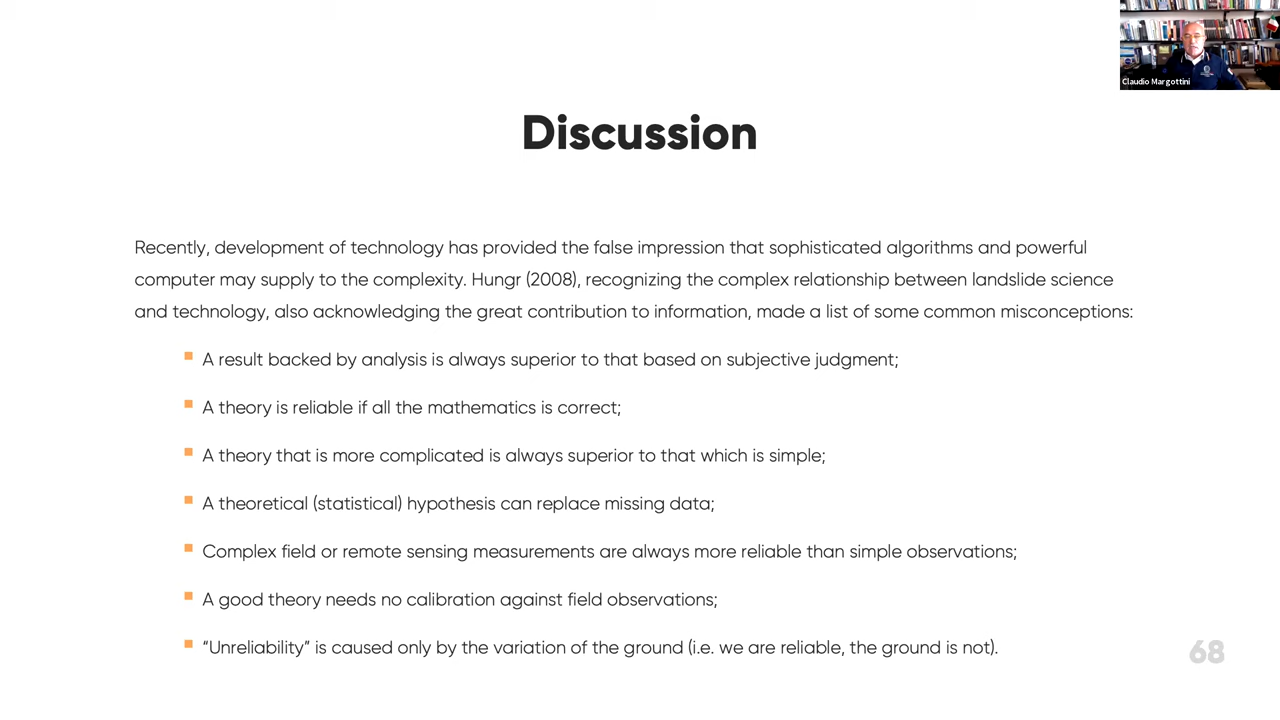 Claudio Margottini
Discussion
Recently, development of technology has provided the false impression that sophisticated algorithms and powerful
computer may supply to the complexity. Hungr (2008), recognizing the complex relationship between landslide science
and technology, also acknowledging the great contribution to information, made a list of some common misconceptions:
A result backed by analysis is always superior to that based on subjective judgment;
A theory is reliable if all the mathematics is correct;
A theory that is more complicated is always superior to that which is simple;
A theoretical (statistical) hypothesis can replace missing data;
Complex field or remote sensing measurements are always more reliable than simple observations;
A good theory needs no calibration against field observations;
“Unreliability” is caused only by the variation of the ground (i.e. we are reliable, the ground is not).
68